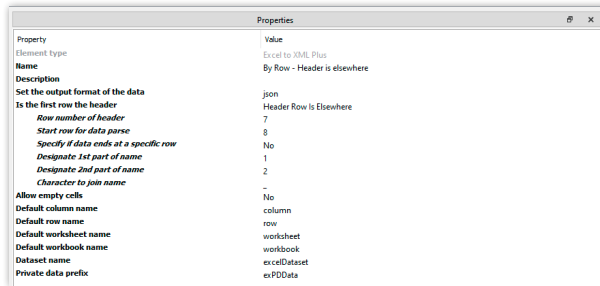 Properties
Property Value
Element type Excel to XML Plus
Name By Row - Header is elsewhere
Description
Set the output format of the data json
Is the first row the header Header Row Is Elsewhere
Row number of header 7
Start row for data parse 8
Specify if data ends at a specific row No
Designate 1st part of name 1
Designate 2nd part of name 2
Character to join name _
Allow empty cells No
Default column name column
Default row name row
Default worksheet name worksheet
Default workbook name workbook
Dataset name excelDataset
Private data prefix exPDData